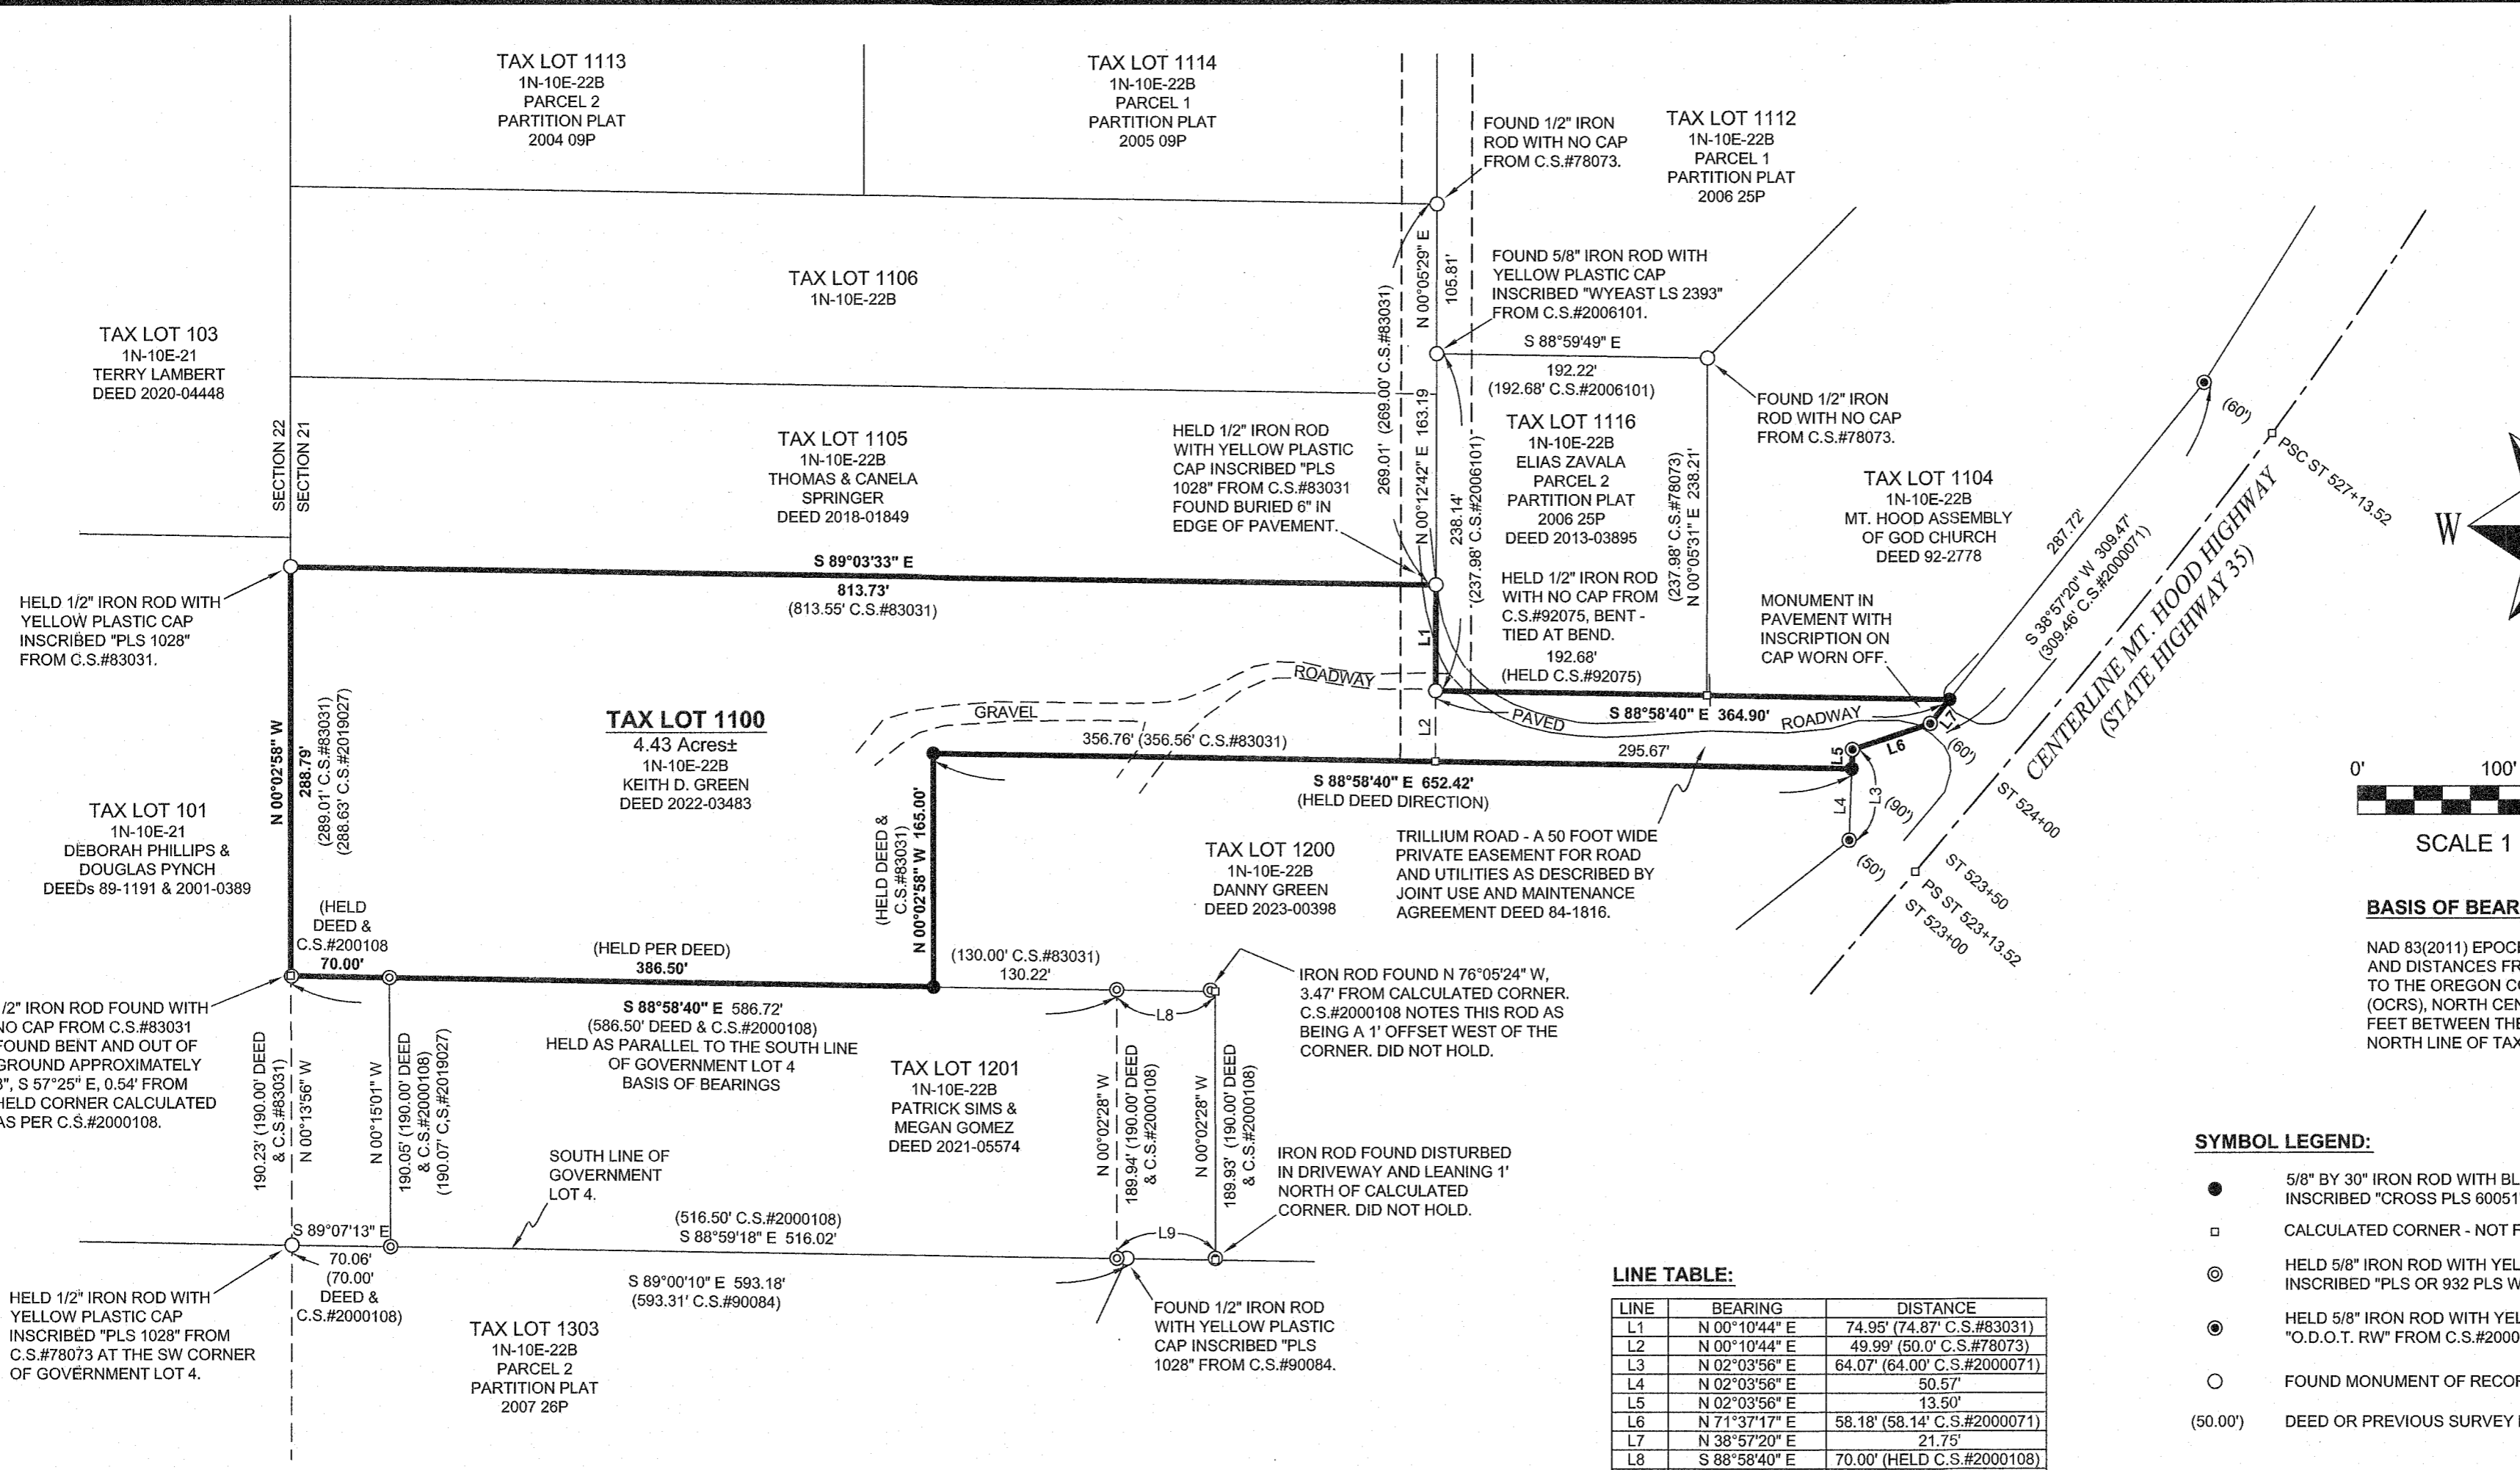 TAX LOT 1113
1N-10E-22B
PARCEL 2
PARTITION PLAT
2004 09P
TAX LOT 1114
1N-10E-22B
PARCEL 1
PARTITION PLAT
2005 09P
FOUND 1/2" IRON
ROD WITH NO CAP
FROM C.S.#78073.
TAX LOT 1112
1N-10E-22B
PARCEL 1
PARTITION PLAT
2006 25P
TAX LOT 1106
1N-10E-22B
N 00°05'29" E
105.81'
FOUND 5/8" IRON ROD WITH
YELLOW PLASTIC CAP
INSCRIBED "WYEAST LS 2393"
FROM C.S.#2006101.
TAX LOT 103
1N-10E-21
TERRY LAMBERT
DEED 2020-04448
269.01' (269.00' C.S.#83031)
S 88°59'49" E
192.22'
(192.68' C.S.#2006101)
FOUND 1/2" IRON
ROD WITH NO CAP
FROM C.S.#78073.
SECTION 22
SECTION 21
TAX LOT 1105
1N-10E-22B
THOMAS & CANELA
SPRINGER
DEED 2018-01849
HELD 1/2" IRON ROD
WITH YELLOW PLASTIC
CAP INSCRIBED "PLS
1028" FROM C.S.#83031
FOUND BURIED 6" IN
EDGE OF PAVEMENT.
N 00°12'42" E 163.19
238.14'
(237.98' C.S.#2006101)
TAX LOT 1116
1N-10E-22B
ELIAS ZAVALA
PARCEL 2
PARTITION PLAT
2006 25P
DEED 2013-03895
(237.98' C.S.#78073)
N 00°05'31" E 238.21'
TAX LOT 1104
1N-10E-22B
MT. HOOD ASSEMBLY
OF GOD CHURCH
DEED 92-2778
(60')
PSC ST 527+13.52
287.72'
S 38°57'20" W 309.47'
(309.46' C.S.#2000071)
CENTERLINE MT. HOOD HIGHWAY
(STATE HIGHWAY 35)
W
S 89°03'33" E
813.73'
(813.55' C.S.#83031)
HELD 1/2" IRON ROD WITH
YELLOW PLASTIC CAP
INSCRIBED "PLS 1028"
FROM C.S.#83031.
HELD 1/2" IRON ROD
WITH NO CAP FROM
C.S.#92075, BENT -
TIED AT BEND.
192.68'
(HELD C.S.#92075)
MONUMENT IN
PAVEMENT WITH
INSCRIPTION ON
CAP WORN OFF.
L1
ROADWAY
GRAVEL
PAVED
ROADWAY
S 88°58'40" E 364.90'
L2
L7
L6
L5
(60')
N 00°02'58" W
288.79'
(289.01' C.S.#83031)
(288.63' C.S.#2019027)
TAX LOT 1100
4.43 Acres±
1N-10E-22B
KEITH D. GREEN
DEED 2022-03483
356.76' (356.56' C.S.#83031)
295.67'
S 88°58'40" E 652.42'
(HELD DEED DIRECTION)
L4
L3
(90')
(50')
ST 524+00
ST 523+50
PS ST 523+13.52
ST 523+00
0'
100'
SCALE 1
TAX LOT 101
1N-10E-21
DEBORAH PHILLIPS &
DOUGLAS PYNCH
DEEDs 89-1191 & 2001-0389
(HELD DEED &
C.S.#83031)
N 00°02'58" W 165.00'
TAX LOT 1200
1N-10E-22B
DANNY GREEN
DEED 2023-00398
TRILLIUM ROAD - A 50 FOOT WIDE
PRIVATE EASEMENT FOR ROAD
AND UTILITIES AS DESCRIBED BY
JOINT USE AND MAINTENANCE
AGREEMENT DEED 84-1816.
BASIS OF BEAR
NAD 83(2011) EPOC
AND DISTANCES FR
TO THE OREGON CO
(OCRS), NORTH CEN
FEET BETWEEN THE
NORTH LINE OF TAX
(HELD
DEED &
C.S.#200108
70.00'
(HELD PER DEED)
386.50'
(130.00' C.S.#83031)
130.22'
/2" IRON ROD FOUND WITH
NO CAP FROM C.S.#83031
FOUND BENT AND OUT OF
GROUND APPROXIMATELY
", S 57°25" E, 0.54' FROM
HELD CORNER CALCULATED
AS PER C.S.#2000108.
S 88°58'40" E 586.72'
(586.50' DEED & C.S.#2000108)
HELD AS PARALLEL TO THE SOUTH LINE
OF GOVERNMENT LOT 4
BASIS OF BEARINGS
L8
IRON ROD FOUND N 76°05'24" W,
3.47' FROM CALCULATED CORNER.
C.S.#2000108 NOTES THIS ROD AS
BEING A 1' OFFSET WEST OF THE
CORNER. DID NOT HOLD.
190.23' (190.00' DEED
& C.S.#83031)
N 00°13'56" W
N 00°15'01" W
190.05' (190.00' DEED
& C.S.#2000108)
(190.07' C,S,#2019027)
TAX LOT 1201
1N-10E-22B
PATRICK SIMS &
MEGAN GOMEZ
DEED 2021-05574
N 00°02'28" W
189.94' (190.00' DEED
& C.S.#2000108)
N 00°02'28" W
189.93' (190.00' DEED
& C.S.#2000108)
IRON ROD FOUND DISTURBED
IN DRIVEWAY AND LEANING 1'
NORTH OF CALCULATED
CORNER. DID NOT HOLD.
SOUTH LINE OF
GOVERNMENT
LOT 4.
S 89°07'13" E
70.06'
(70.00'
DEED &
C.S.#2000108)
(516.50' C.S.#2000108)
S 88°59'18" E 516.02'
L9
S 89°00'10" E 593.18'
(593.31' C.S.#90084)
HELD 1/2" IRON ROD WITH
YELLOW PLASTIC CAP
INSCRIBED "PLS 1028" FROM
C.S.#78073 AT THE SW CORNER
OF GOVERNMENT LOT 4.
TAX LOT 1303
1N-10E-22B
PARCEL 2
PARTITION PLAT
2007 26P
FOUND 1/2" IRON ROD
WITH YELLOW PLASTIC
CAP INSCRIBED "PLS
1028" FROM C.S.#90084.
LINE TABLE:
LINE BEARING DISTANCE
L1 N 00°10'44" E 74.95' (74.87' C.S.#83031)
L2 N 00°10'44" E 49.99' (50.0' C.S.#78073)
L3 N 02°03'56" E 64.07' (64.00' C.S.#2000071)
L4 N 02°03'56" E 50.57'
L5 N 02°03'56" E 13.50'
L6 N 71°37'17" E 58.18' (58.14' C.S.#2000071)
L7 N 38°57'20" E 21.75'
L8 S 88°58'40" E 70.00' (HELD C.S.#2000108)
SYMBOL LEGEND:
5/8" BY 30" IRON ROD WITH BL
INSCRIBED "CROSS PLS 60051
CALCULATED CORNER - NOT F
HELD 5/8" IRON ROD WITH YEL
INSCRIBED "PLS OR 932 PLS W
HELD 5/8" IRON ROD WITH YEL
"O.D.O.T. RW" FROM C.S.#2000
FOUND MONUMENT OF RECOR
(50.00') DEED OR PREVIOUS SURVEY